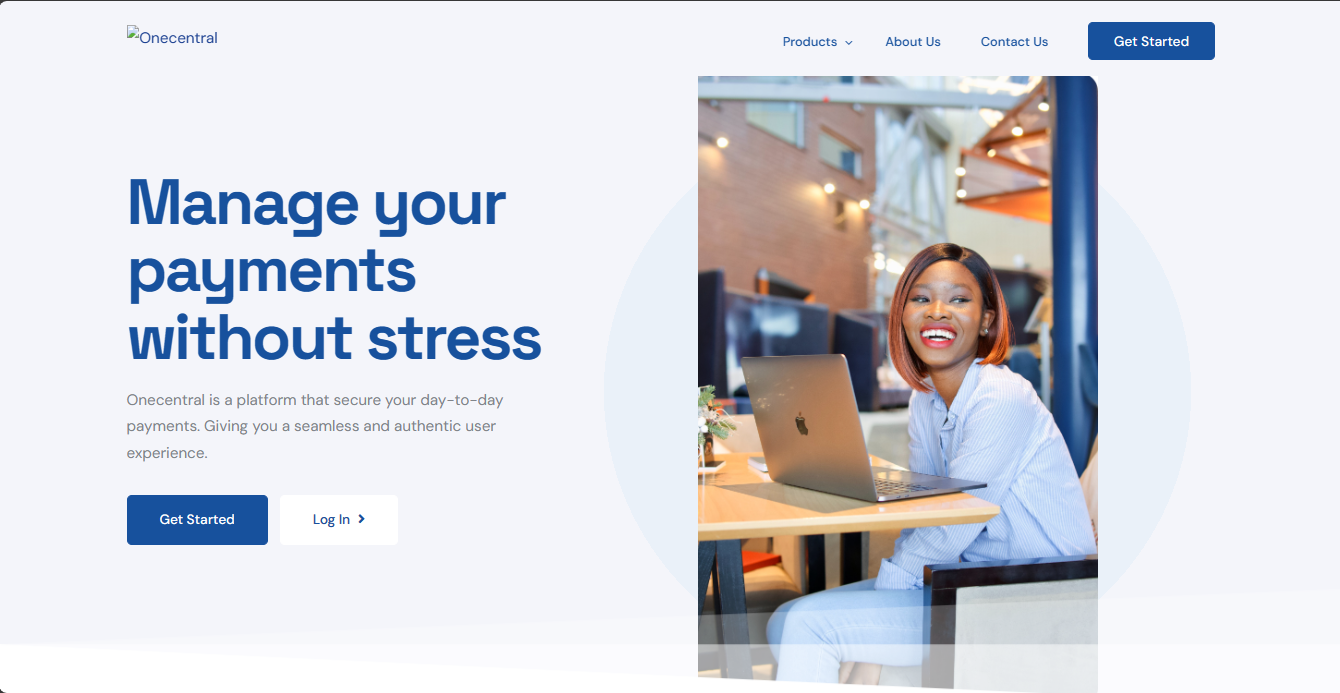 Onecentral
Products
About Us
Contact Us
Get Started
Manage your
payments
without stress
Onecentral is a platform that secure your day-to-day
payments. Giving you a seamless and authentic user
experience.
Get Started
Log In